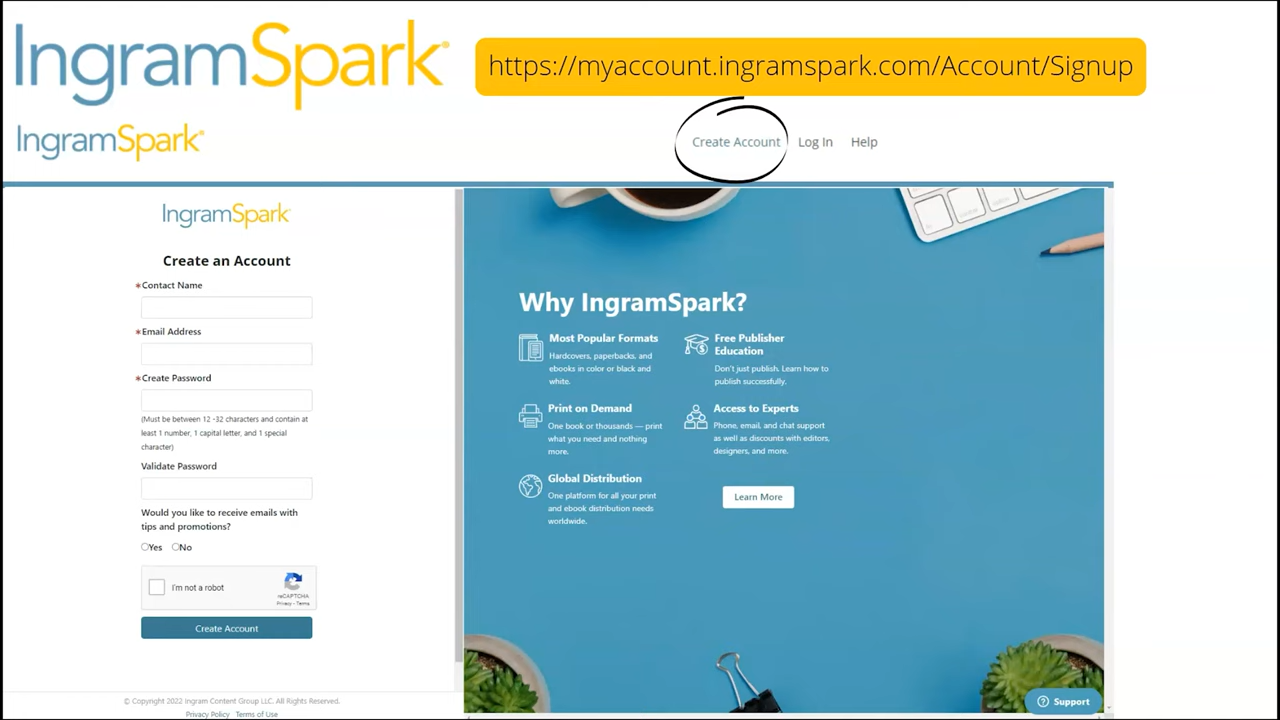 IngramSpark®
https://myaccount.ingramspark.com/Account/Signup
IngramSpark®
Create Account Log In Help
IngramSpark
Create an Account
*Contact Name
*Email Address
*Create Password
(Must be between 12 -32 characters and contain at
least 1 number, 1 capital letter, and 1 special
character)
Validate Password
Would you like to receive emails with
tips and promotions?
Yes No
I'm not a robot
reCAPTCHA
Privacy - Terms
Create Account
© Copyright 2022 Ingram Content Group LLC. All Rights Reserved.
Privacy Policy Terms of Use
Why IngramSpark?
Most Popular Formats
Hardcovers, paperbacks, and
ebooks in color or black and
white.
Free Publisher
Education
Don't just publish. Learn how to
publish successfully.
Print on Demand
One book or thousands — print
what you need and nothing
more.
Access to Experts
Phone, email, and chat support
as well as discounts with editors,
designers, and more.
Global Distribution
One platform for all your print
and ebook distribution needs
worldwide.
Learn More
Support